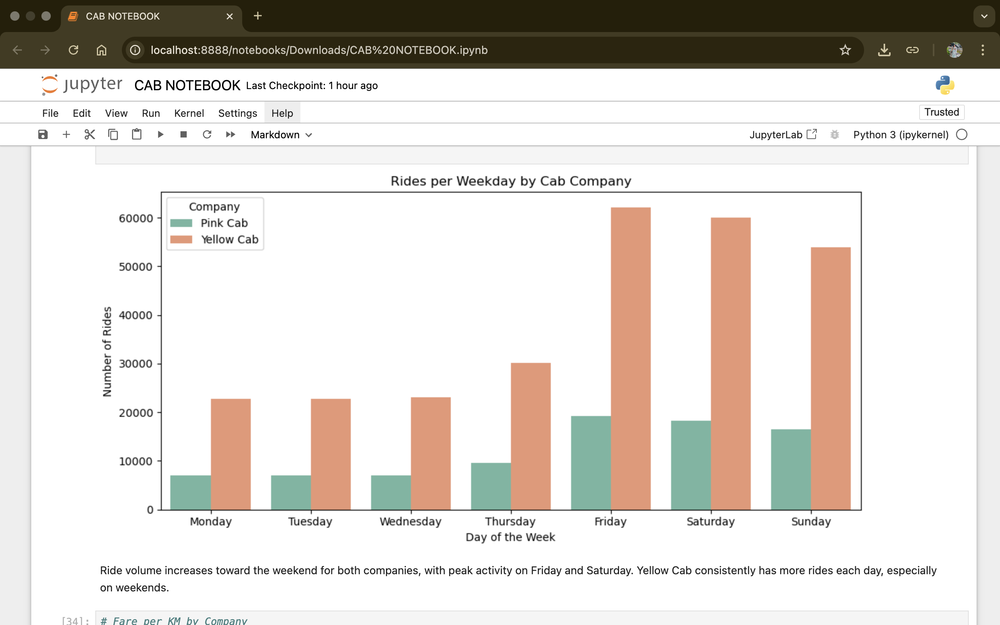 CAB NOTEBOOK
localhost:8888/notebooks/Downloads/CAB%20NOTEBOOK.ipynb
jupyter CAB NOTEBOOK Last Checkpoint: 1 hour ago
File Edit View Run Kernel Settings Help Trusted
Markdown JupyterLab Python 3 (ipykernel)
Rides per Weekday by Cab Company
Company
Pink Cab
Yellow Cab
60000
50000
40000
30000
20000
10000
0
Number of Rides
Monday Tuesday Wednesday Thursday Friday Saturday Sunday
Day of the Week
Ride volume increases toward the weekend for both companies, with peak activity on Friday and Saturday. Yellow Cab consistently has more rides each day, especially
on weekends.
[34]: # Fare per KM by Company